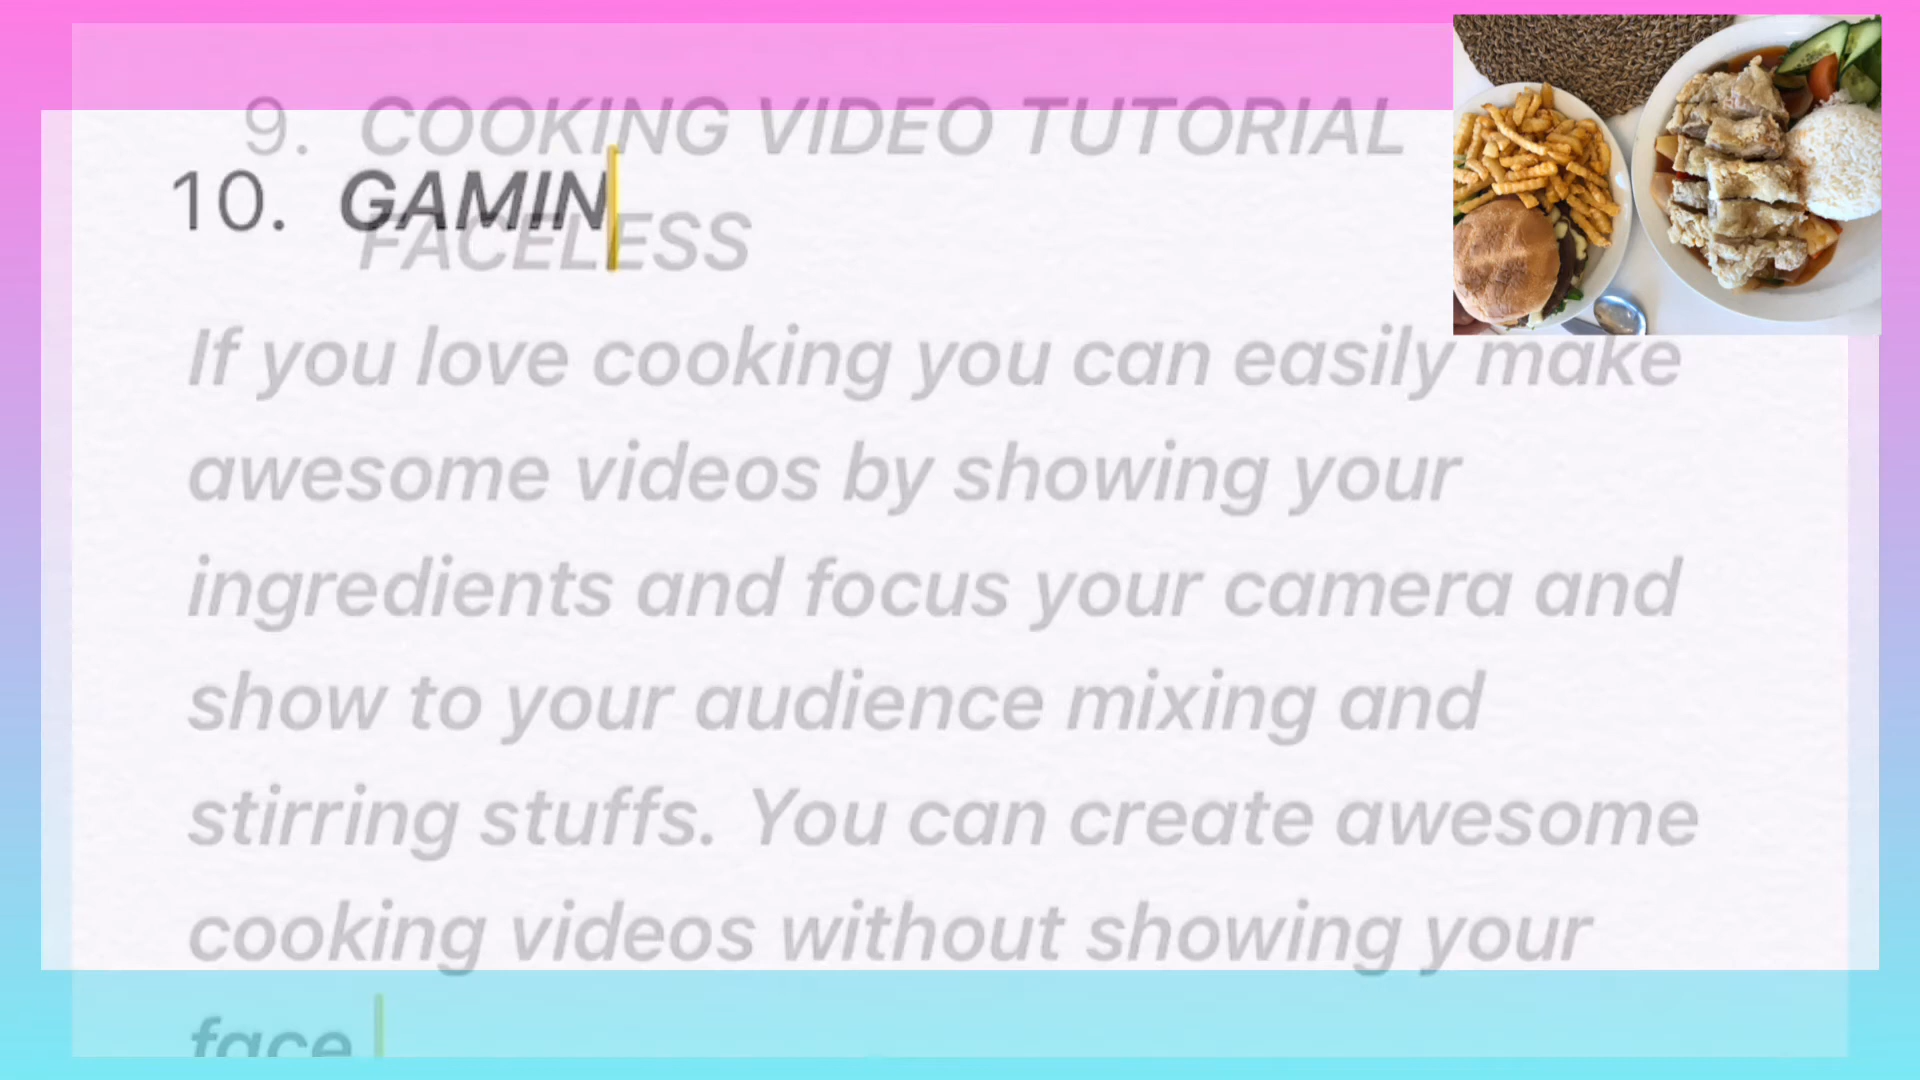 9. COOKING VIDEO TUTORIAL
10. GAMIN
FACELESS
If you love cooking you can easily make
awesome videos by showing your
ingredients and focus your camera and
show to your audience mixing and
stirring stuffs. You can create awesome
cooking videos without showing your
face